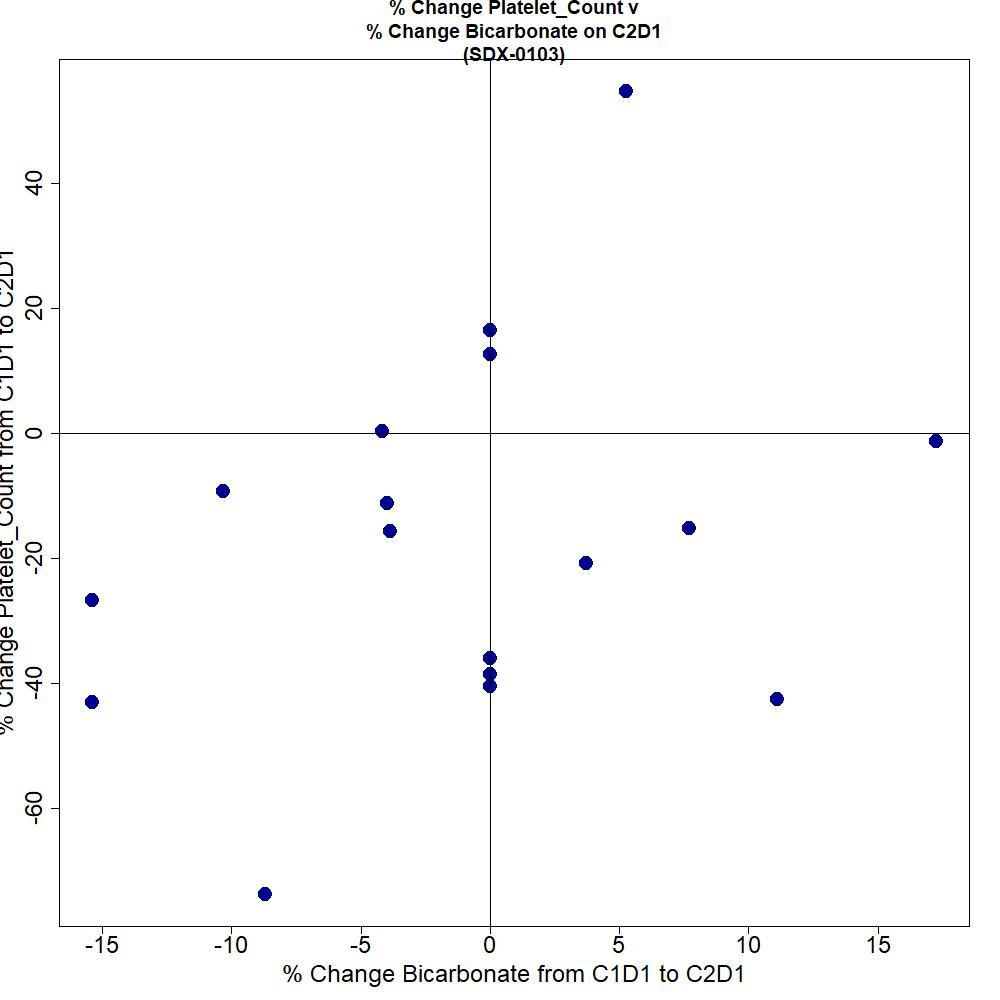 % Change Platelet_Count v
% Change Bicarbonate on C2D1
(SDX-0103)
% Change Platelet_Count from C1D1 to C2D1
40
20
0
-20
-40
-60
-15
-10
-5
0
5
10
15
% Change Bicarbonate from C1D1 to C2D1